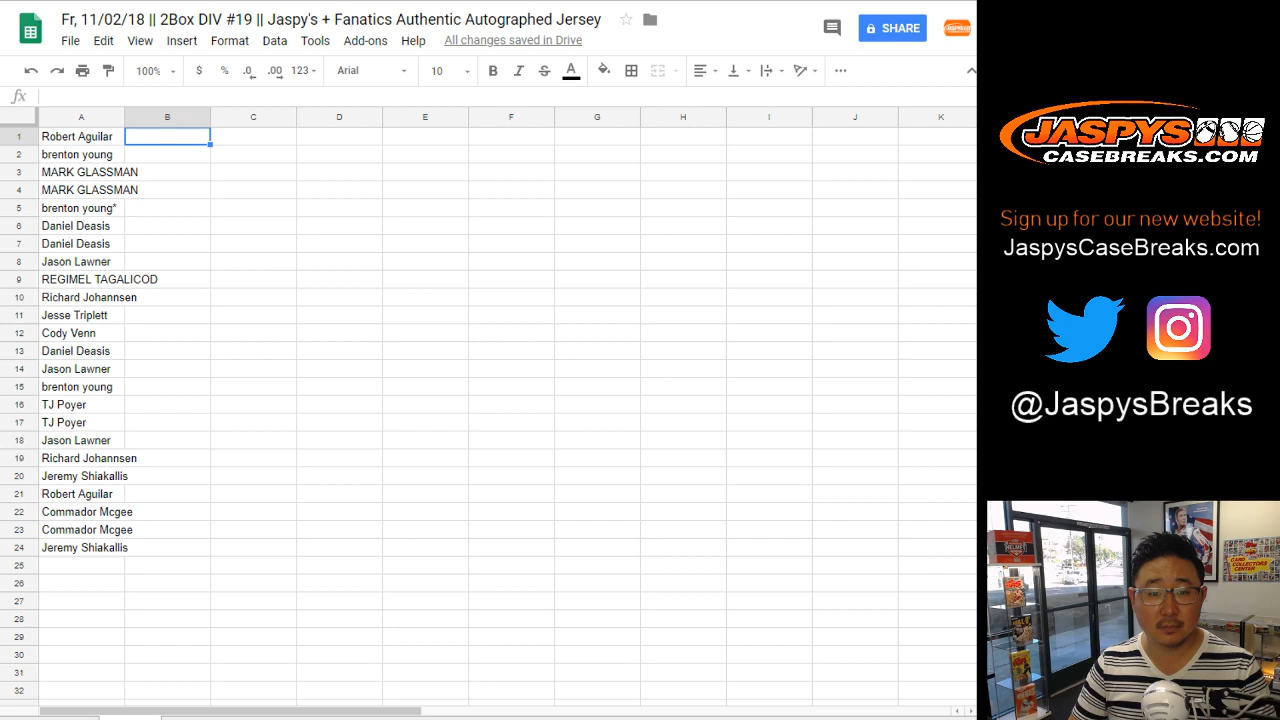 Fr, 11/02/18 || 2Box DIV #19 || Jaspy's + Fanatics Authentic Autographed Jersey
File Edit View Insert Format Data Tools Add-ons Help All changes saved in Drive
SHARE
100% $ % .0 .00 123 Arial 10 B I S A
fx
A B C D E F G H I J K
1 Robert Aguilar
2 brenton young
3 MARK GLASSMAN
4 MARK GLASSMAN
5 brenton young*
6 Daniel Deasis
7 Daniel Deasis
8 Jason Lawner
9 REGIMEL TAGALICOD
10 Richard Johannsen
11 Jesse Triplett
12 Cody Venn
13 Daniel Deasis
14 Jason Lawner
15 brenton young
16 TJ Poyer
17 TJ Poyer
18 Jason Lawner
19 Richard Johannsen
20 Jeremy Shiakallis
21 Robert Aguilar
22 Commador Mcgee
23 Commador Mcgee
24 Jeremy Shiakallis
25
26
27
28
29
30
31
32
JASPYS
CASEBREAKS.COM
Sign up for our new website!
JaspysCaseBreaks.com
@JaspysBreaks
topps
CARD
COLLECTORS
CENTER
HELMET